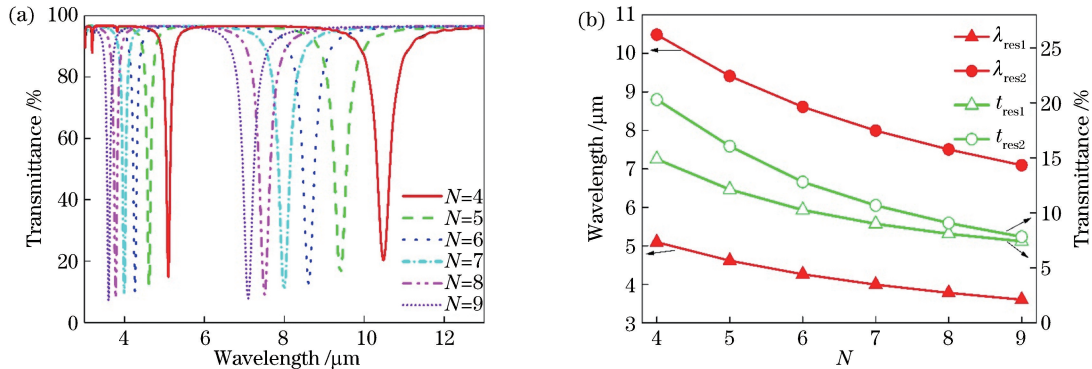 (a)
100
80
60
40
20
0
Transmittance /%
N=4
N=5
N=6
N=7
N=8
N=9
4 6 8 10 12
Wavelength /μm
(b)
11
10
9
8
7
6
5
4
3
Wavelength /μm
λres1
λres2
tres1
tres2
25
20
15
10
5
0
Transmittance /%
4 5 6 7 8 9
N